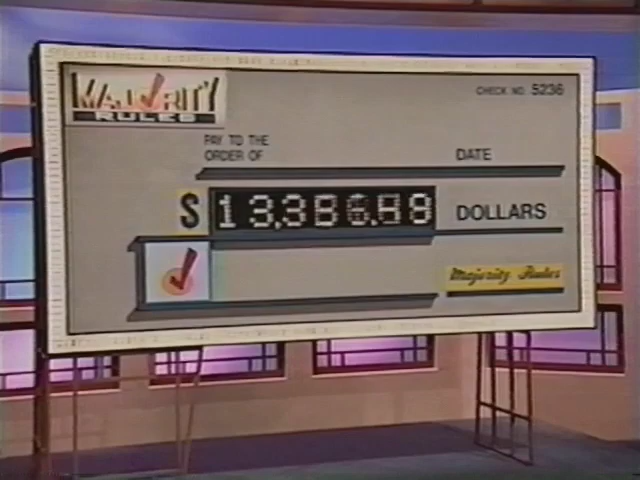 MAJORITY
RULES
CHECK NO. 5236
PAY TO THE
ORDER OF
DATE
$
DOLLARS
Majority Rules